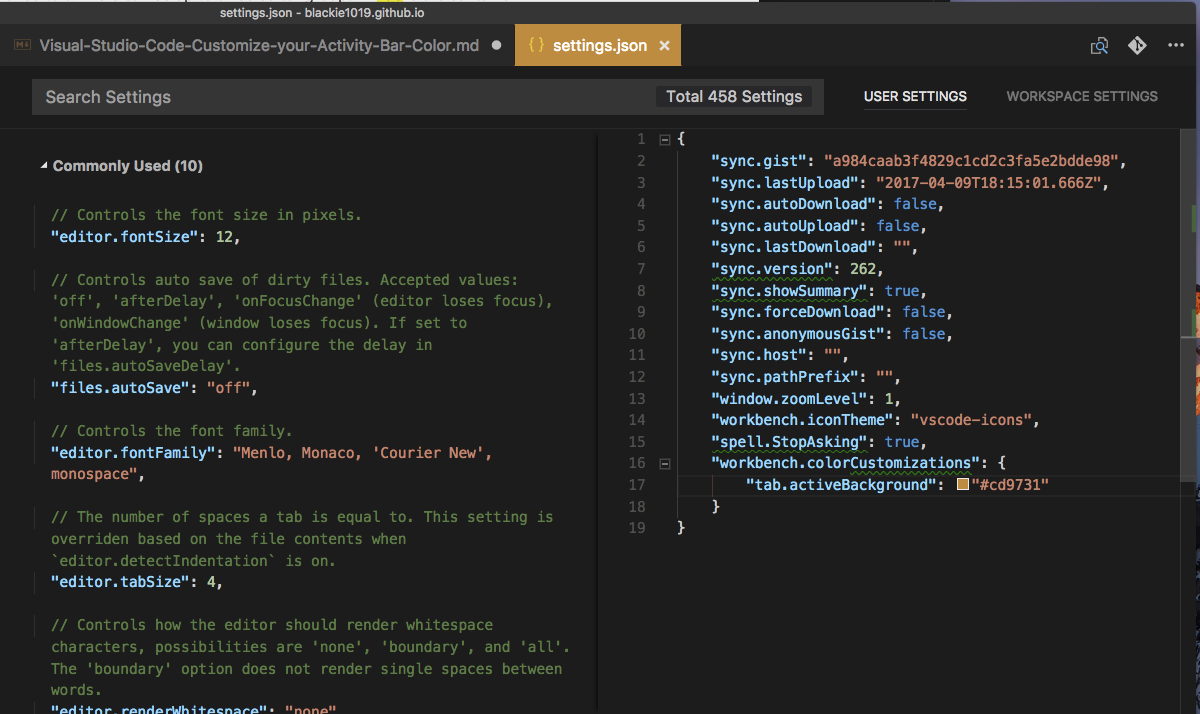 settings.json - blackie1019.github.io
Visual-Studio-Code-Customize-your-Activity-Bar-Color.md
{ } settings.json ×
Search Settings
Total 458 Settings
USER SETTINGS
WORKSPACE SETTINGS
Commonly Used (10)
// Controls the font size in pixels.
"editor.fontSize": 12,
// Controls auto save of dirty files. Accepted values:
'off', 'afterDelay', 'onFocusChange' (editor loses focus),
'onWindowChange' (window loses focus). If set to
'afterDelay', you can configure the delay in
'files.autoSaveDelay'.
"files.autoSave": "off",
// Controls the font family.
"editor.fontFamily": "Menlo, Monaco, 'Courier New',
monospace",
// The number of spaces a tab is equal to. This setting is
overriden based on the file contents when
`editor.detectIndentation` is on.
"editor.tabSize": 4,
// Controls how the editor should render whitespace
characters, possibilities are 'none', 'boundary', and 'all'.
The 'boundary' option does not render single spaces between
words.
"editor.renderWhitespace": "none"
1 {
2 "sync.gist": "a984caab3f4829c1cd2c3fa5e2bdde98",
3 "sync.lastUpload": "2017-04-09T18:15:01.666Z",
4 "sync.autoDownload": false,
5 "sync.autoUpload": false,
6 "sync.lastDownload": "",
7 "sync.version": 262,
8 "sync.showSummary": true,
9 "sync.forceDownload": false,
10 "sync.anonymousGist": false,
11 "sync.host": "",
12 "sync.pathPrefix": "",
13 "window.zoomLevel": 1,
14 "workbench.iconTheme": "vscode-icons",
15 "spell.StopAsking": true,
16 "workbench.colorCustomizations": {
17 "tab.activeBackground": "#cd9731"
18 }
19 }